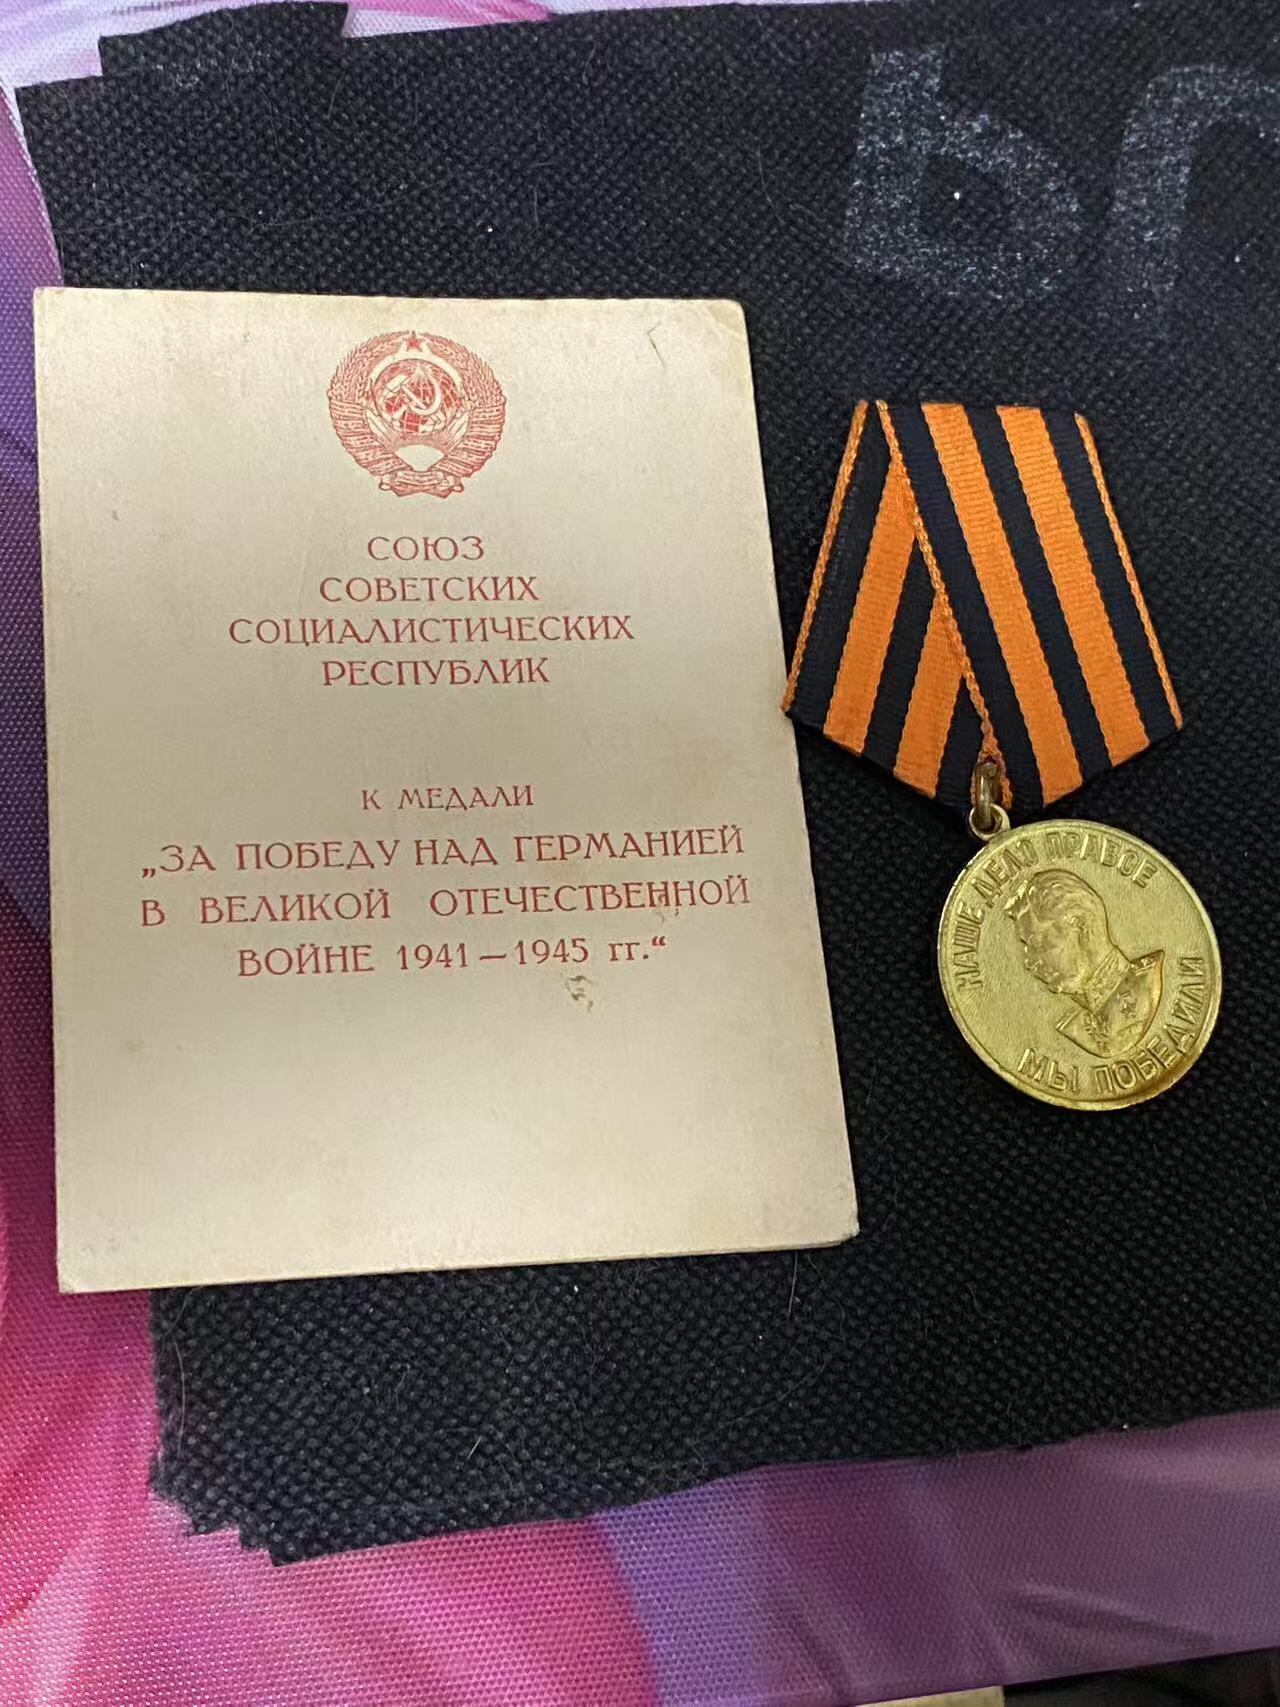 СОЮЗ
СОВЕТСКИХ
СОЦИАЛИСТИЧЕСКИХ
РЕСПУБЛИК
К МЕДАЛИ
„ЗА ПОБЕДУ НАД ГЕРМАНИЕЙ
В ВЕЛИКОЙ ОТЕЧЕСТВЕННОЙ
ВОЙНЕ 1941—1945 гг.“
НАШЕ ДЕЛО ПРАВОЕ
МЫ ПОБЕДИЛИ